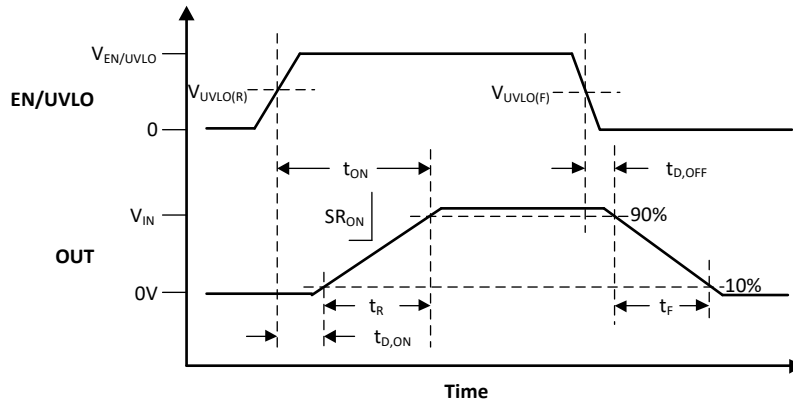 V_EN/UVLO
EN/UVLO
V_UVLO(R)
V_UVLO(F)
0
t_ON
t_D,OFF
V_IN
SR_ON
90%
OUT
0V
10%
t_R
t_F
t_D,ON
Time